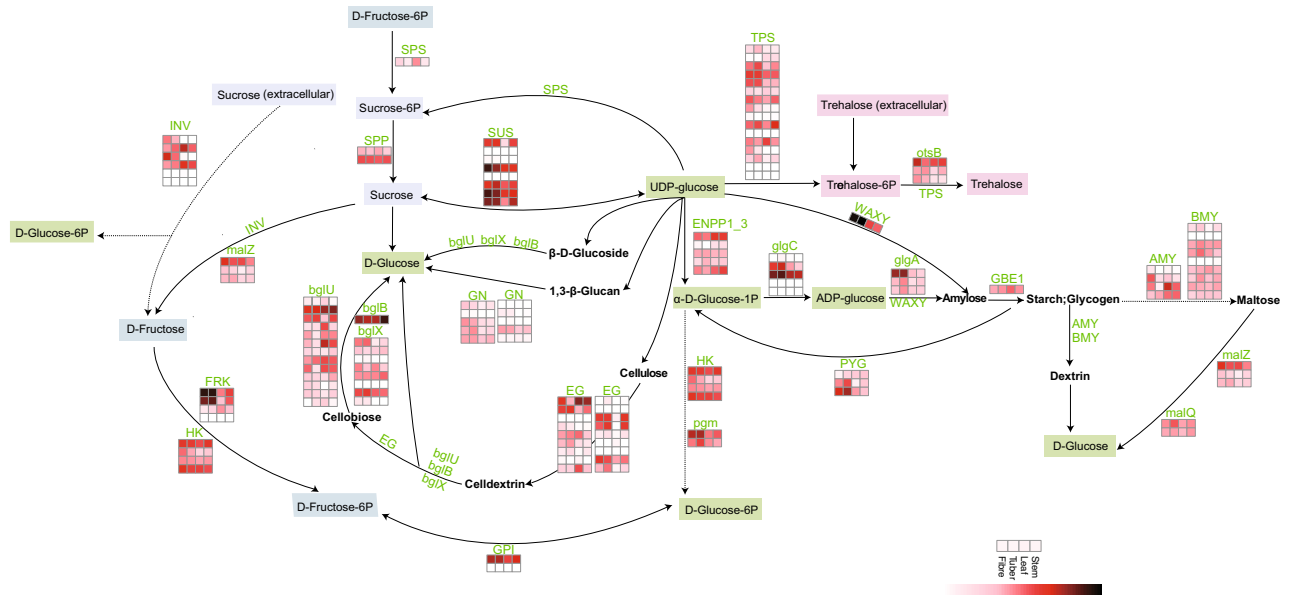 D-Fructose-6P
SPS
TPS
Sucrose (extracellular)
SPS
Sucrose-6P
Trehalose (extracellular)
INV
SPP
SUS
otsB
Sucrose
UDP-glucose
Trehalose-6P
Trehalose
TPS
WAXY
BMY
D-Glucose-6P
INV
malZ
bglU bglX bglB
β-D-Glucoside
ENPP1_3
glgC
glgA
AMY
D-Glucose
1,3-β-Glucan
GBE1
bglU
bglB
GN
GN
α-D-Glucose-1P
ADP-glucose
WAXY
Amylose
Starch;Glycogen
Maltose
D-Fructose
bglX
AMY
BMY
Cellulose
HK
PYG
malZ
FRK
Dextrin
EG
EG
Cellobiose
malQ
HK
EG
pgm
D-Glucose
bglU
bglB
bglX
Celldextrin
D-Fructose-6P
D-Glucose-6P
GPI
Stem
Leaf
Tuber
Fibre